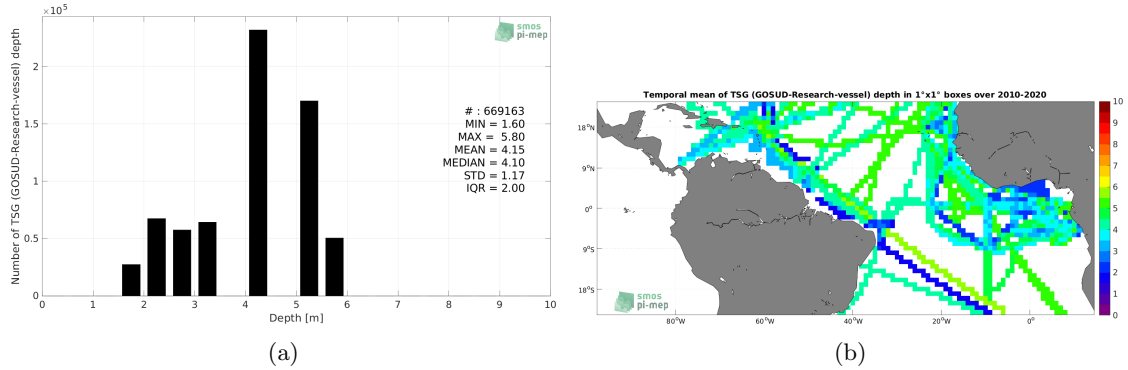 ×10^5
smos
pi-mep
Number of TSG (GOSUD-Research-vessel) depth
2
1.5
1
0.5
0
# : 669163
MIN = 1.60
MAX = 5.80
MEAN = 4.15
MEDIAN = 4.10
STD = 1.17
IQR = 2.00
0 1 2 3 4 5 6 7 8 9 10
Depth [m]
(a)
Temporal mean of TSG (GOSUD-Research-vessel) depth in 1°x1° boxes over 2010-2020
18°N
9°N
0°
9°S
18°S
smos
pi-mep
80°W 60°W 40°W 20°W 0°
10
9
8
7
6
5
4
3
2
1
0
(b)